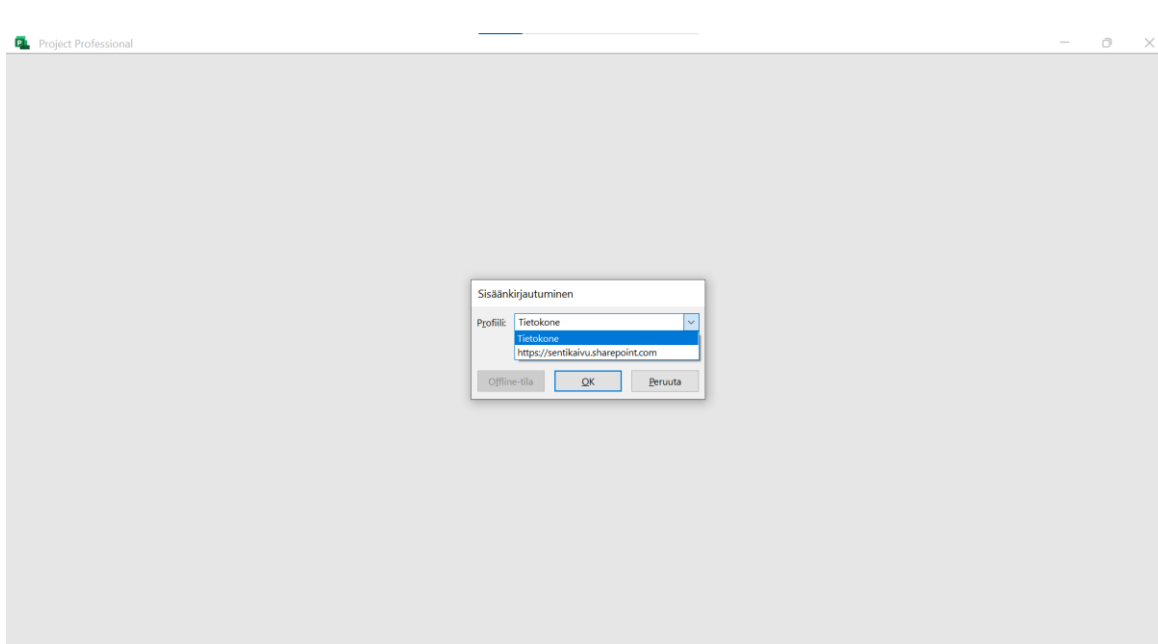 Project Professional
Sisäänkirjautuminen
Profiili: Tietokone
Tietokone
https://sentikaivu.sharepoint.com
Offline-tila OK Peruuta